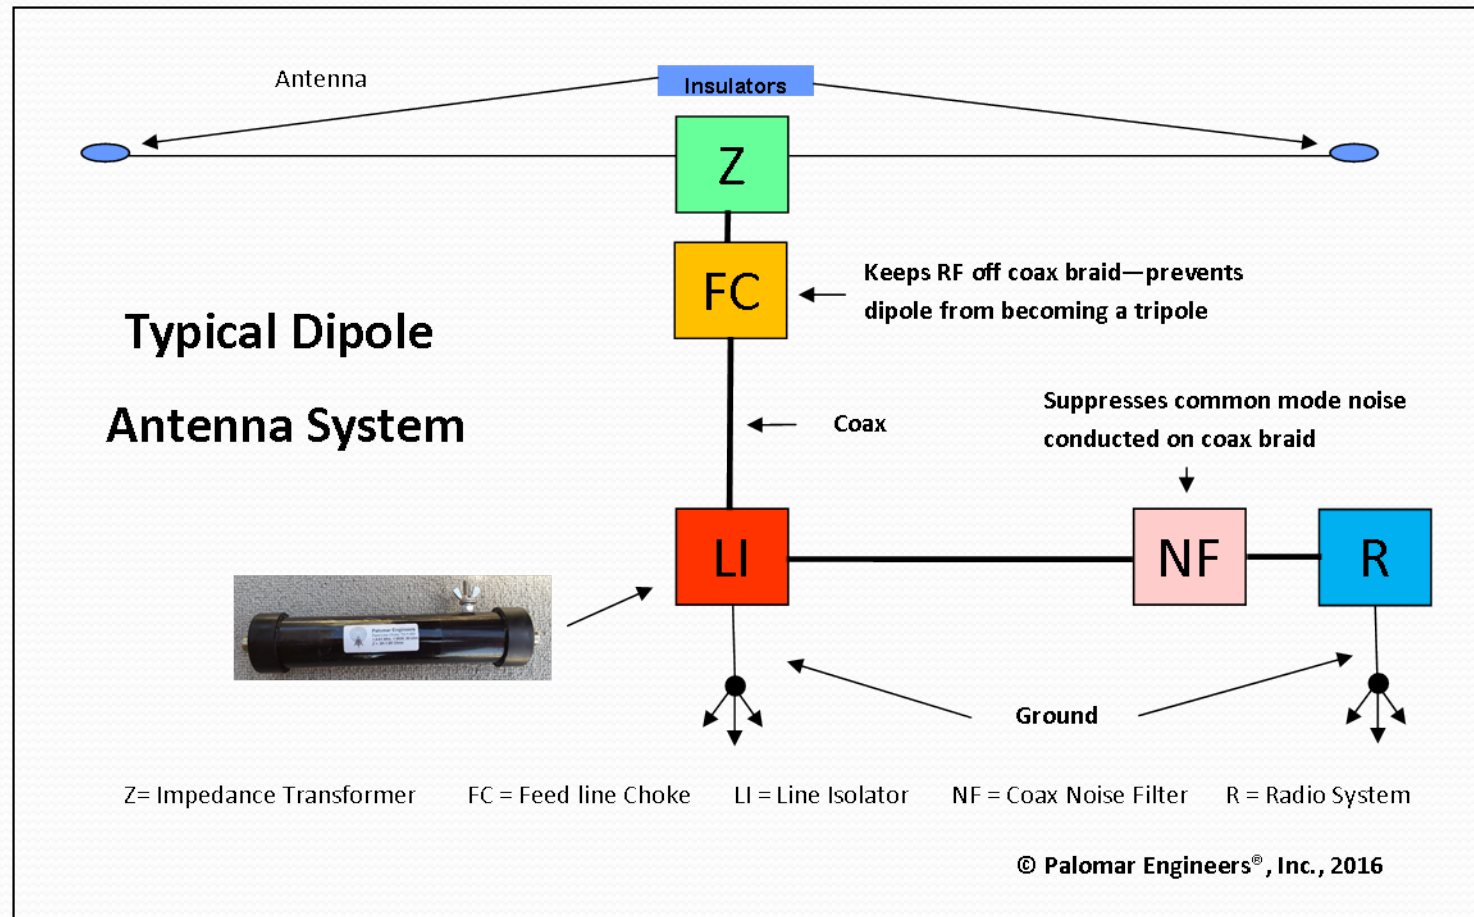 Antenna
Insulators
Z
FC
Keeps RF off coax braid—prevents
dipole from becoming a tripole
Typical Dipole
Antenna System
Coax
Suppresses common mode noise
conducted on coax braid
LI
NF
R
Palomar Engineers
Ground
Z= Impedance Transformer FC = Feed line Choke LI = Line Isolator NF = Coax Noise Filter R = Radio System
© Palomar Engineers®, Inc., 2016